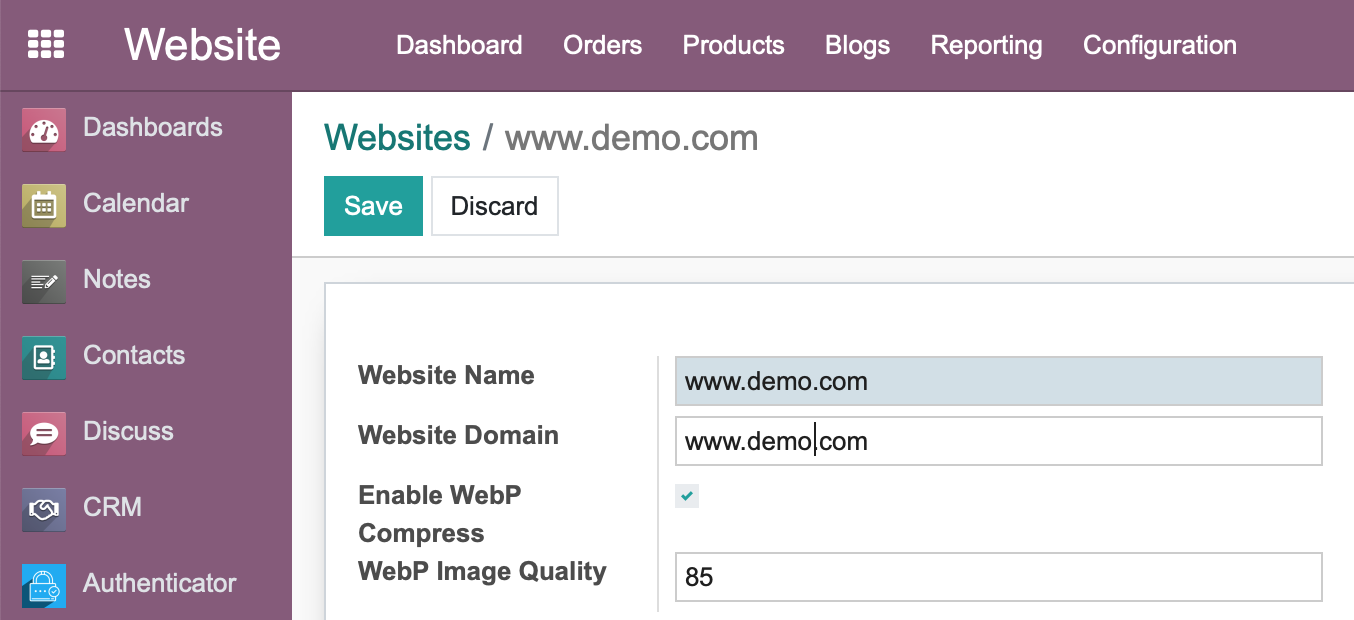 Website Dashboard Orders Products Blogs Reporting Configuration
Dashboards
Calendar
Notes
Contacts
Discuss
CRM
Authenticator
Websites / www.demo.com
Save Discard
Website Name www.demo.com
Website Domain www.demo.com
Enable WebP
Compress
WebP Image Quality 85